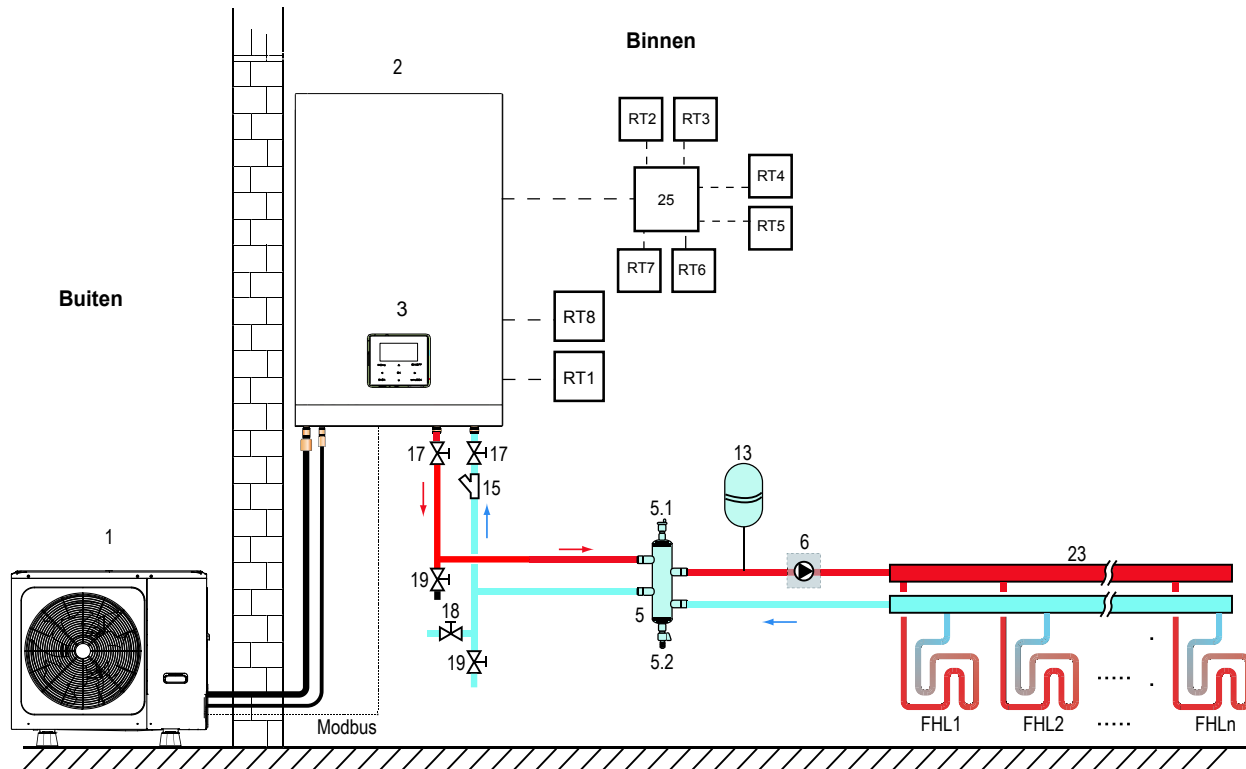 Binnen
2
RT2
RT3
25
RT4
RT5
RT7
RT6
Buiten
3
RT8
RT1
17
17
15
13
1
5.1
6
23
19
18
5
19
5.2
Modbus
FHL1
FHL2
.....
.....
FHLn